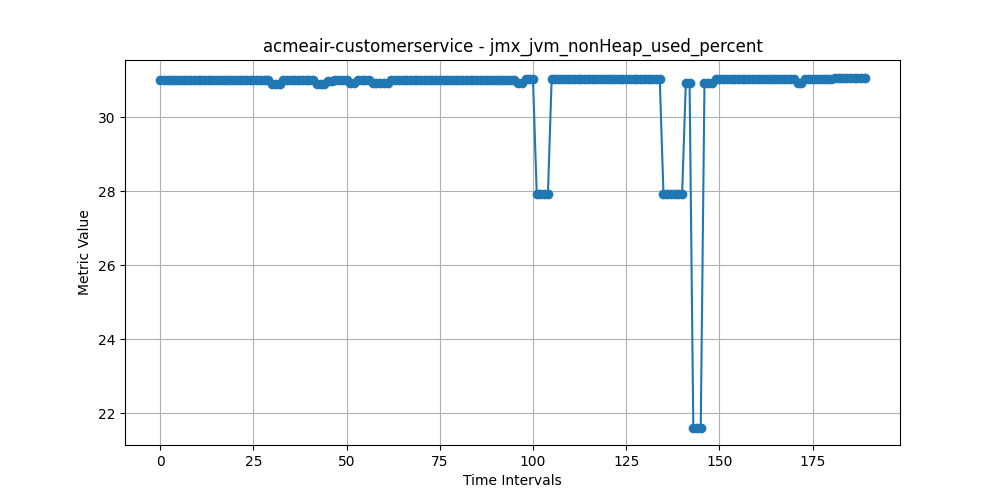 acmeair-customerservice - jmx_jvm_nonHeap_used_percent
Metric Value
30
28
26
24
22
0 25 50 75 100 125 150 175
Time Intervals